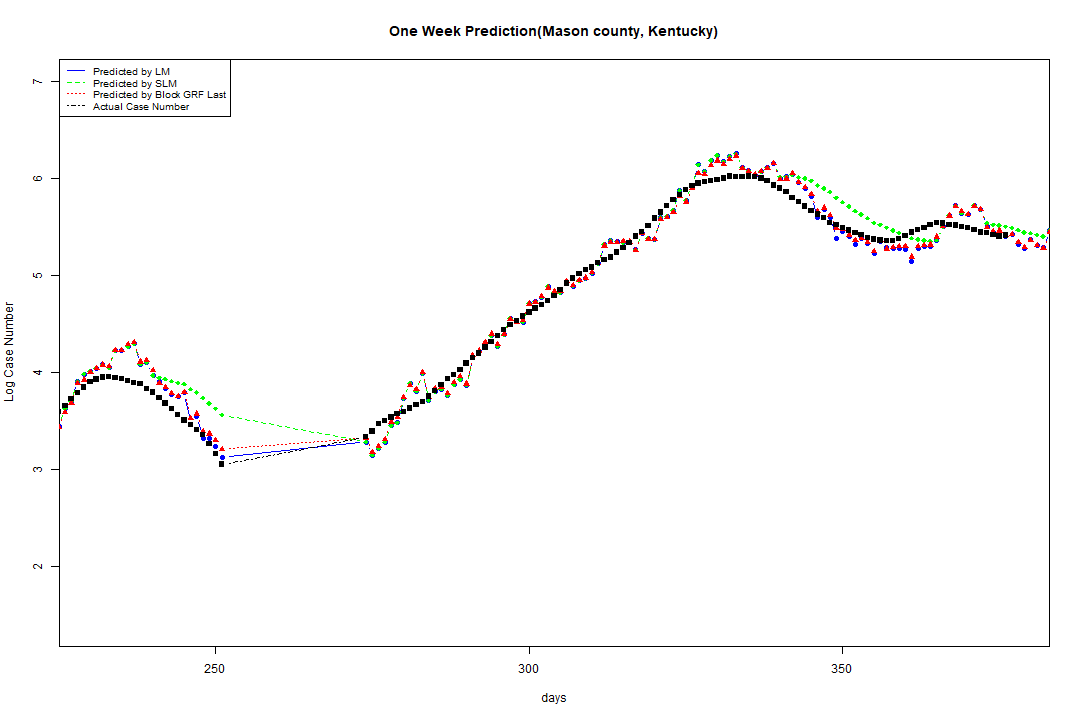 One Week Prediction(Mason county, Kentucky)
Predicted by LM
Predicted by SLM
Predicted by Block GRF Last
Actual Case Number
7
6
5
4
3
2
Log Case Number
250
300
350
days